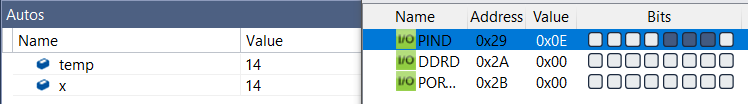 Autos
Name Value
temp 14
x 14
Name Address Value Bits
I/O PIND 0x29 0x0E
I/O DDRD 0x2A 0x00
I/O POR... 0x2B 0x00